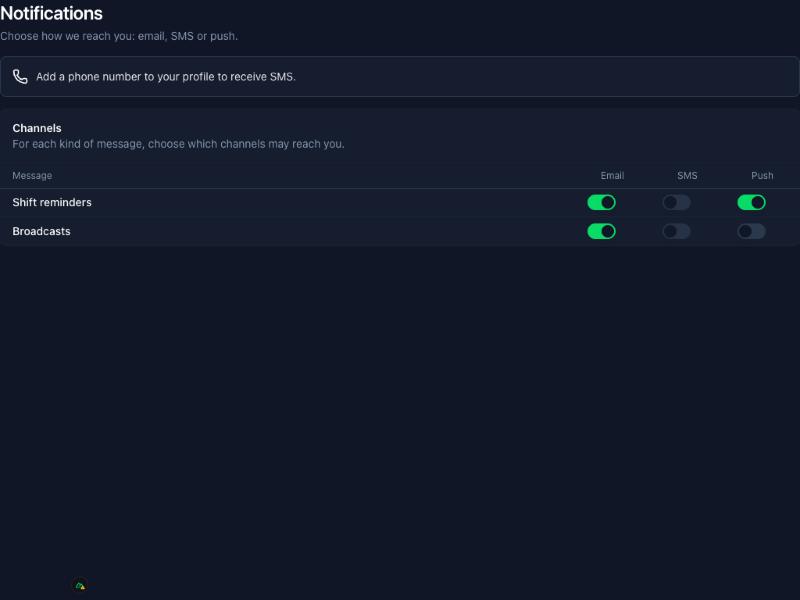 Notifications
Choose how we reach you: email, SMS or push.
Add a phone number to your profile to receive SMS.
Channels
For each kind of message, choose which channels may reach you.
Message Email SMS Push
Shift reminders
Broadcasts